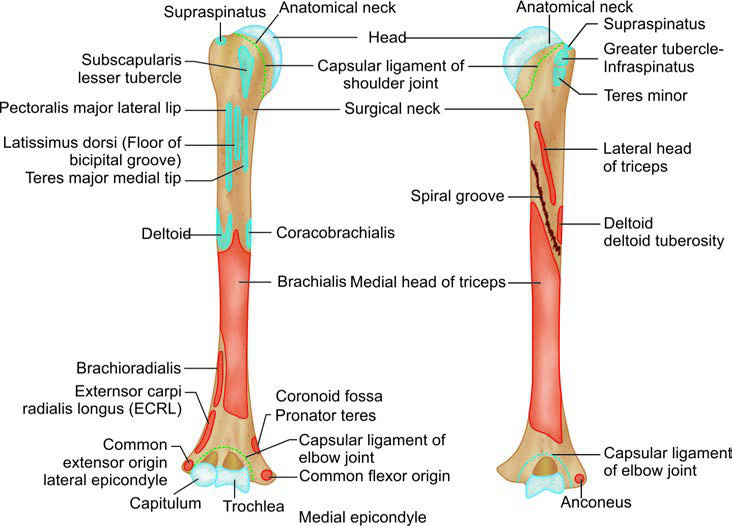 Supraspinatus
Anatomical neck
Head
Subscapularis
lesser tubercle
Capsular ligament of
shoulder joint
Pectoralis major lateral lip
Surgical neck
Latissimus dorsi (Floor of
bicipital groove)
Teres major medial tip
Deltoid
Coracobrachialis
Brachialis
Brachioradialis
Externsor carpi
radialis longus (ECRL)
Coronoid fossa
Pronator teres
Common
extensor origin
lateral epicondyle
Capsular ligament of
elbow joint
Common flexor origin
Capitulum
Trochlea
Medial epicondyle
Anatomical neck
Supraspinatus
Greater tubercle-
Infraspinatus
Teres minor
Lateral head
of triceps
Spiral groove
Deltoid
deltoid tuberosity
Medial head of triceps
Capsular ligament
of elbow joint
Anconeus